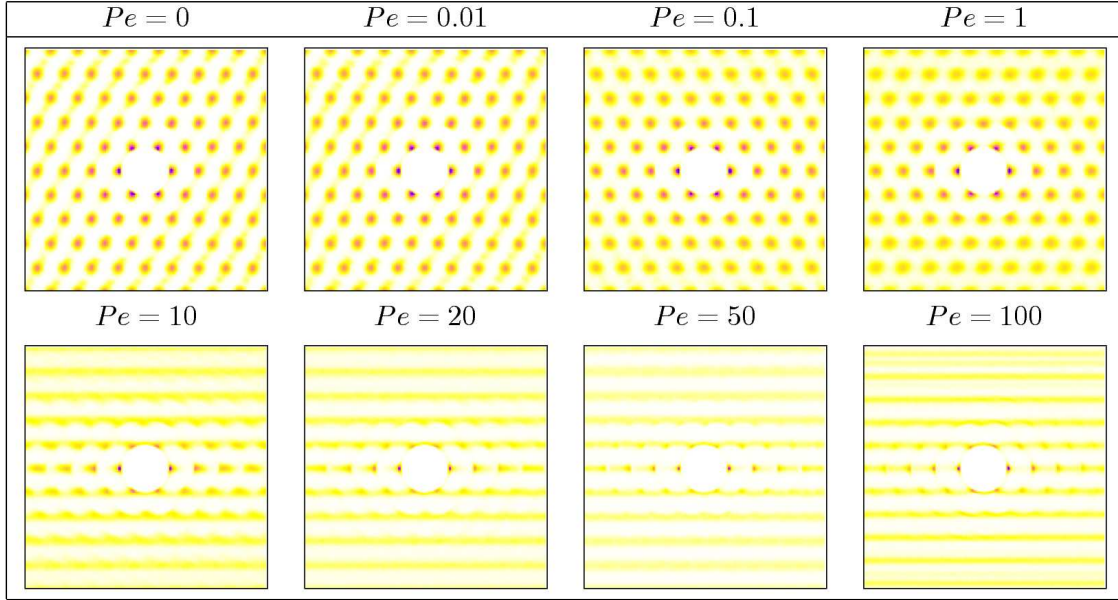 Pe = 0 Pe = 0.01 Pe = 0.1 Pe = 1
Pe = 10 Pe = 20 Pe = 50 Pe = 100